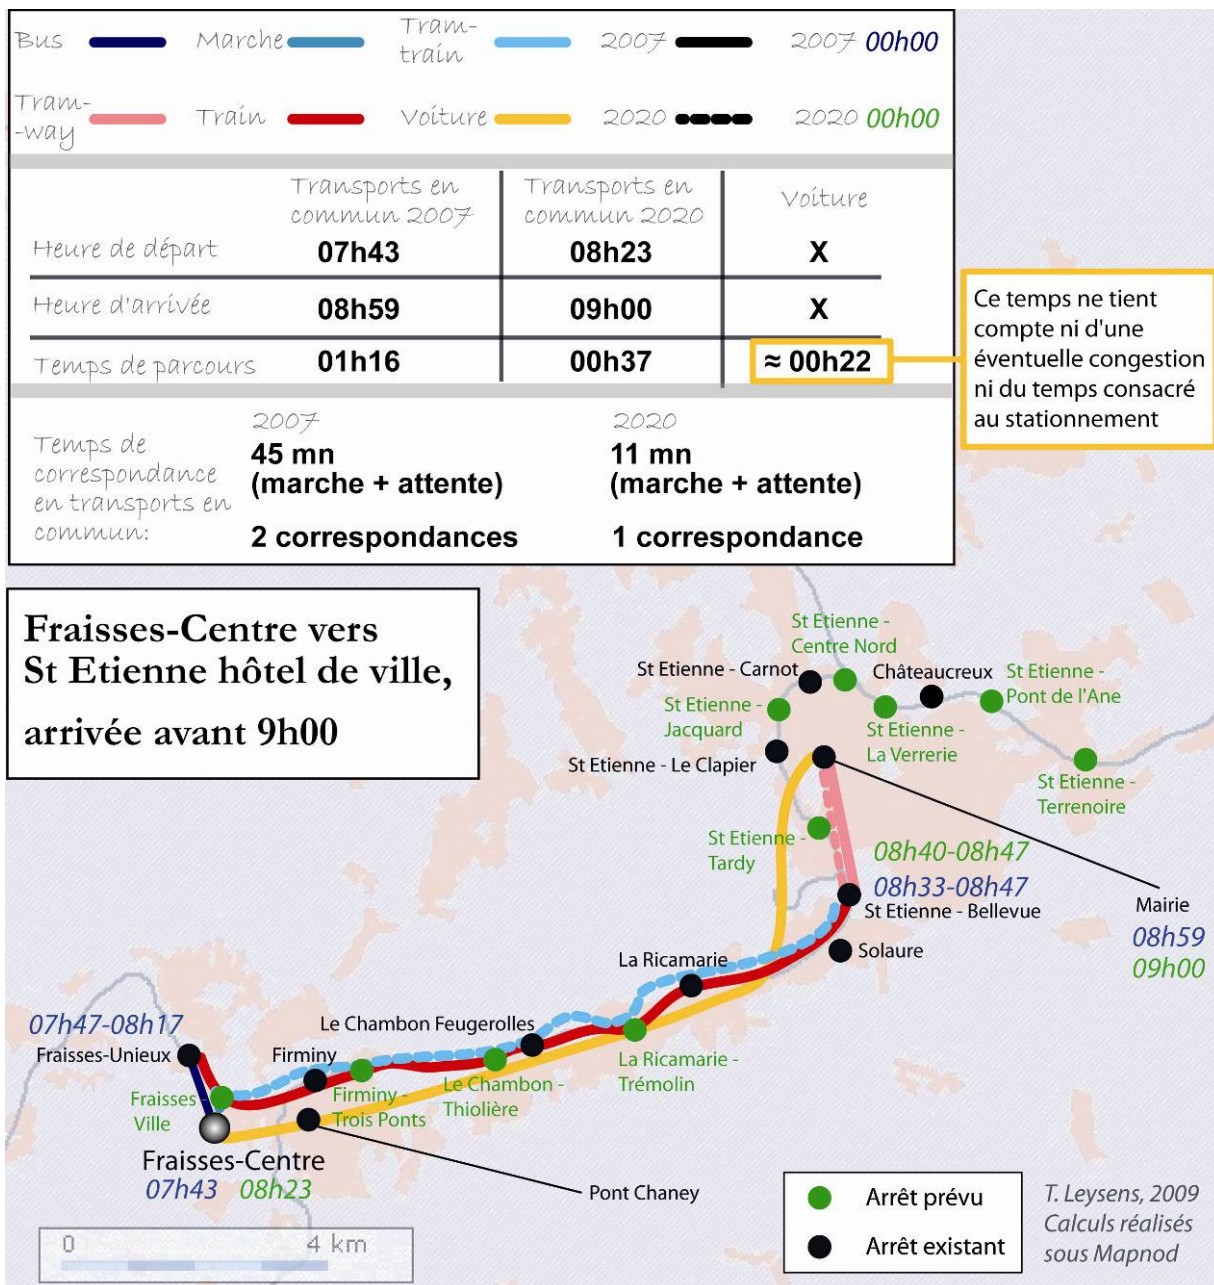 Bus Marche Tram- 2007 2007 00h00
train
Tram- Train Voiture 2020 2020 00h00
-way
Transports en Transports en Voiture
commun 2007 commun 2020
Heure de départ 07h43 08h23 X
Heure d'arrivée 08h59 09h00 X
Temps de parcours 01h16 00h37 ≈ 00h22
Ce temps ne tient
compte ni d'une
éventuelle congestion
ni du temps consacré
au stationnement
2007 2020
Temps de 45 mn 11 mn
correspondance (marche + attente) (marche + attente)
en transports en
commun: 2 correspondances 1 correspondance
Fraisses-Centre vers
St Etienne hôtel de ville,
arrivée avant 9h00
St Etienne -
Centre Nord
St Etienne - Carnot
Châteaucreux
St Etienne -
Pont de l'Ane
St Etienne -
Jacquard
St Etienne -
La Verrerie
St Etienne - Le Clapier
St Etienne -
Terrenoire
St Etienne -
Tardy
08h40-08h47
08h33-08h47
St Etienne - Bellevue
Mairie
08h59
09h00
Solaure
La Ricamarie
07h47-08h17
Fraisses-Unieux
Firminy
Le Chambon Feugerolles
La Ricamarie -
Trémolin
Fraisses -
Ville
Firminy -
Trois Ponts
Le Chambon -
Thiolière
Fraisses-Centre
07h43 08h23
Pont Chaney
0 4 km
Arrêt prévu
Arrêt existant
T. Leysens, 2009
Calculs réalisés
sous Mapnod